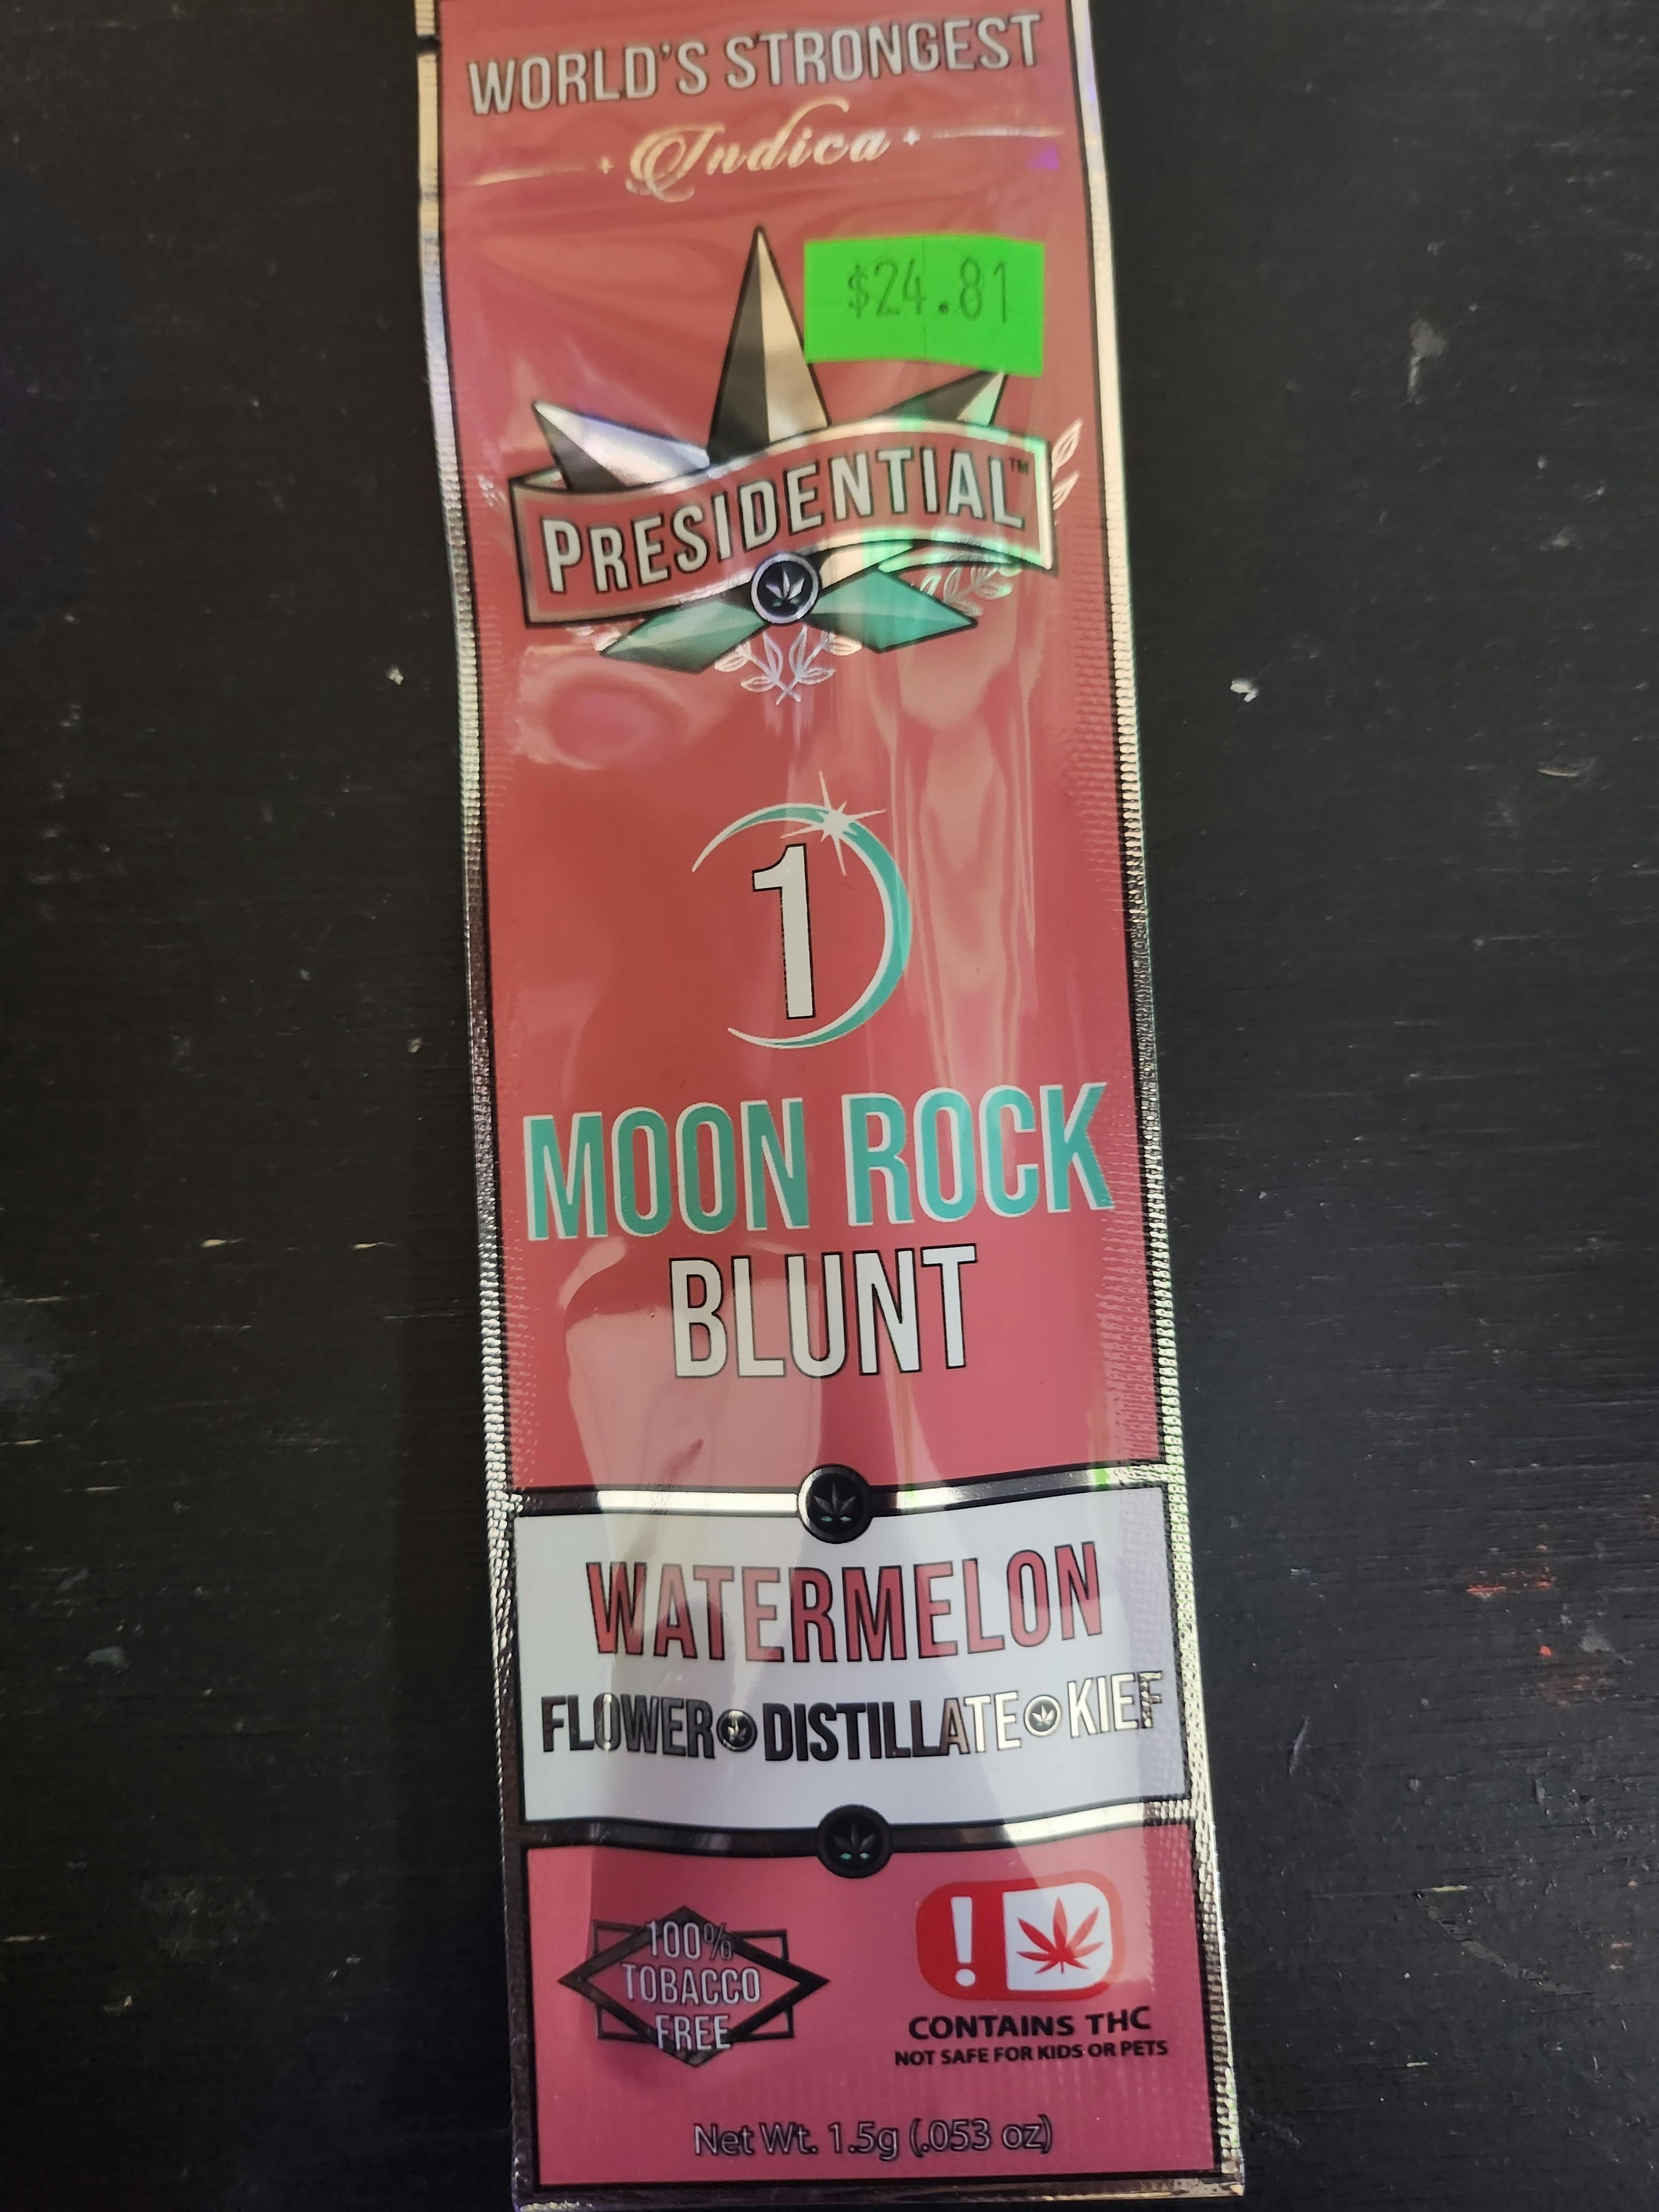 WORLD'S STRONGEST
Indica
$24.81
PRESIDENTIAL™
1
MOON ROCK
BLUNT
WATERMELON
FLOWER DISTILLATE KIEF
100%
TOBACCO
FREE
!
CONTAINS THC
NOT SAFE FOR KIDS OR PETS
Net Wt. 1.5g (.053 oz)